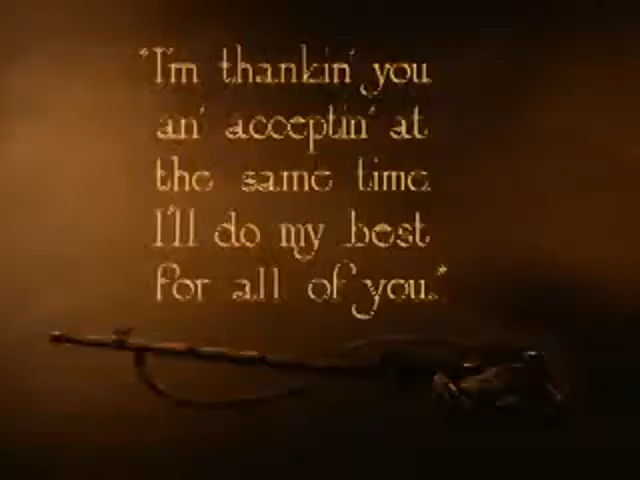 "I'm thankin' you
an' acceptin' at
the same time.
I'll do my best
for all of you."